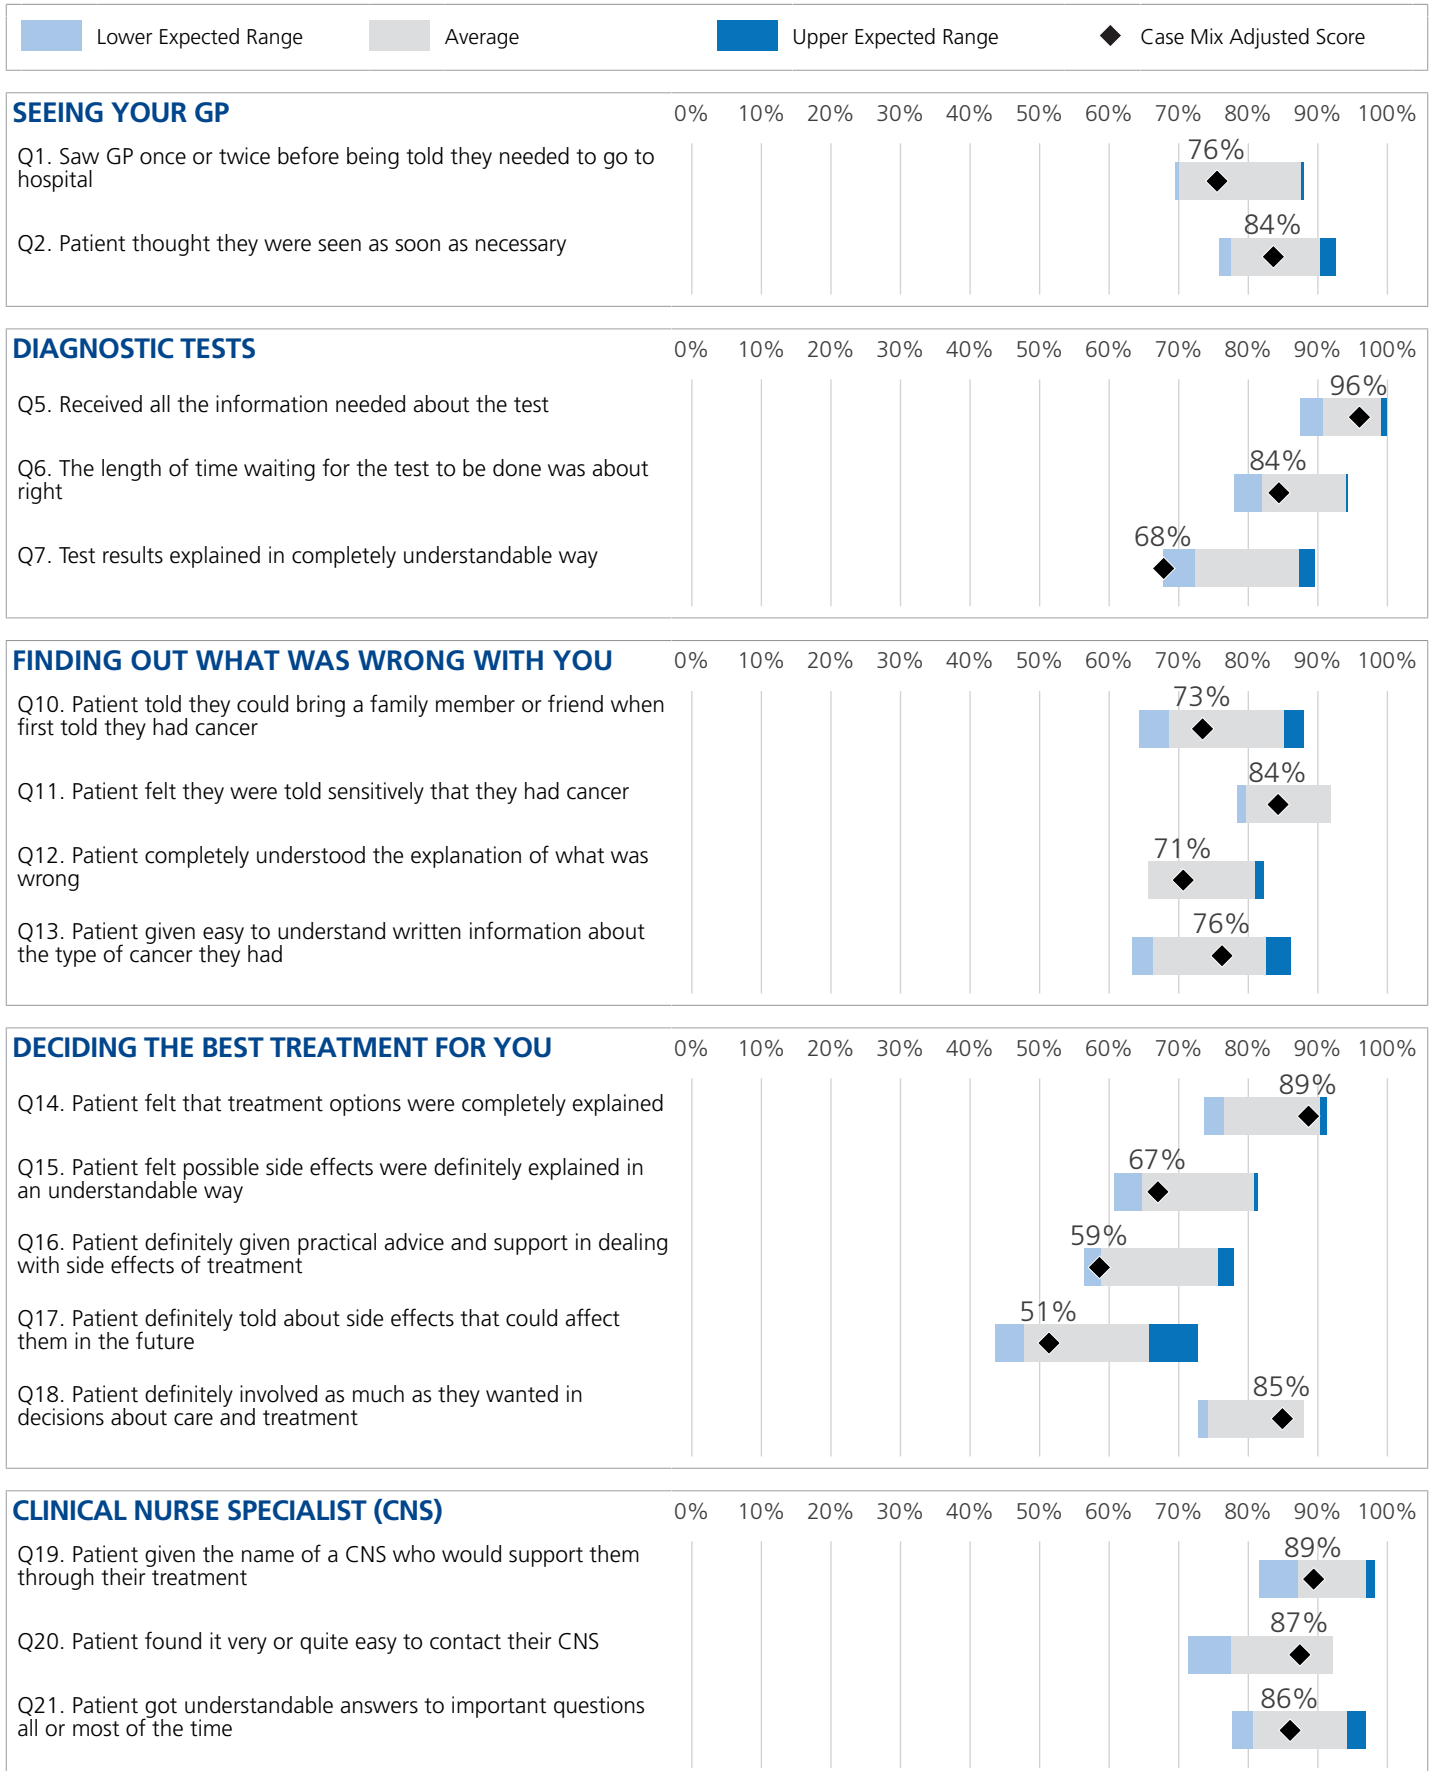 Lower Expected Range Average Upper Expected Range Case Mix Adjusted Score
SEEING YOUR GP 0% 10% 20% 30% 40% 50% 60% 70% 80% 90% 100%
Q1. Saw GP once or twice before being told they needed to go to
hospital
76%
Q2. Patient thought they were seen as soon as necessary
84%
DIAGNOSTIC TESTS 0% 10% 20% 30% 40% 50% 60% 70% 80% 90% 100%
Q5. Received all the information needed about the test
96%
Q6. The length of time waiting for the test to be done was about
right
84%
Q7. Test results explained in completely understandable way
68%
FINDING OUT WHAT WAS WRONG WITH YOU 0% 10% 20% 30% 40% 50% 60% 70% 80% 90% 100%
Q10. Patient told they could bring a family member or friend when
first told they had cancer
73%
Q11. Patient felt they were told sensitively that they had cancer
84%
Q12. Patient completely understood the explanation of what was
wrong
71%
Q13. Patient given easy to understand written information about
the type of cancer they had
76%
DECIDING THE BEST TREATMENT FOR YOU 0% 10% 20% 30% 40% 50% 60% 70% 80% 90% 100%
Q14. Patient felt that treatment options were completely explained
89%
Q15. Patient felt possible side effects were definitely explained in
an understandable way
67%
Q16. Patient definitely given practical advice and support in dealing
with side effects of treatment
59%
Q17. Patient definitely told about side effects that could affect
them in the future
51%
Q18. Patient definitely involved as much as they wanted in
decisions about care and treatment
85%
CLINICAL NURSE SPECIALIST (CNS) 0% 10% 20% 30% 40% 50% 60% 70% 80% 90% 100%
Q19. Patient given the name of a CNS who would support them
through their treatment
89%
Q20. Patient found it very or quite easy to contact their CNS
87%
Q21. Patient got understandable answers to important questions
all or most of the time
86%